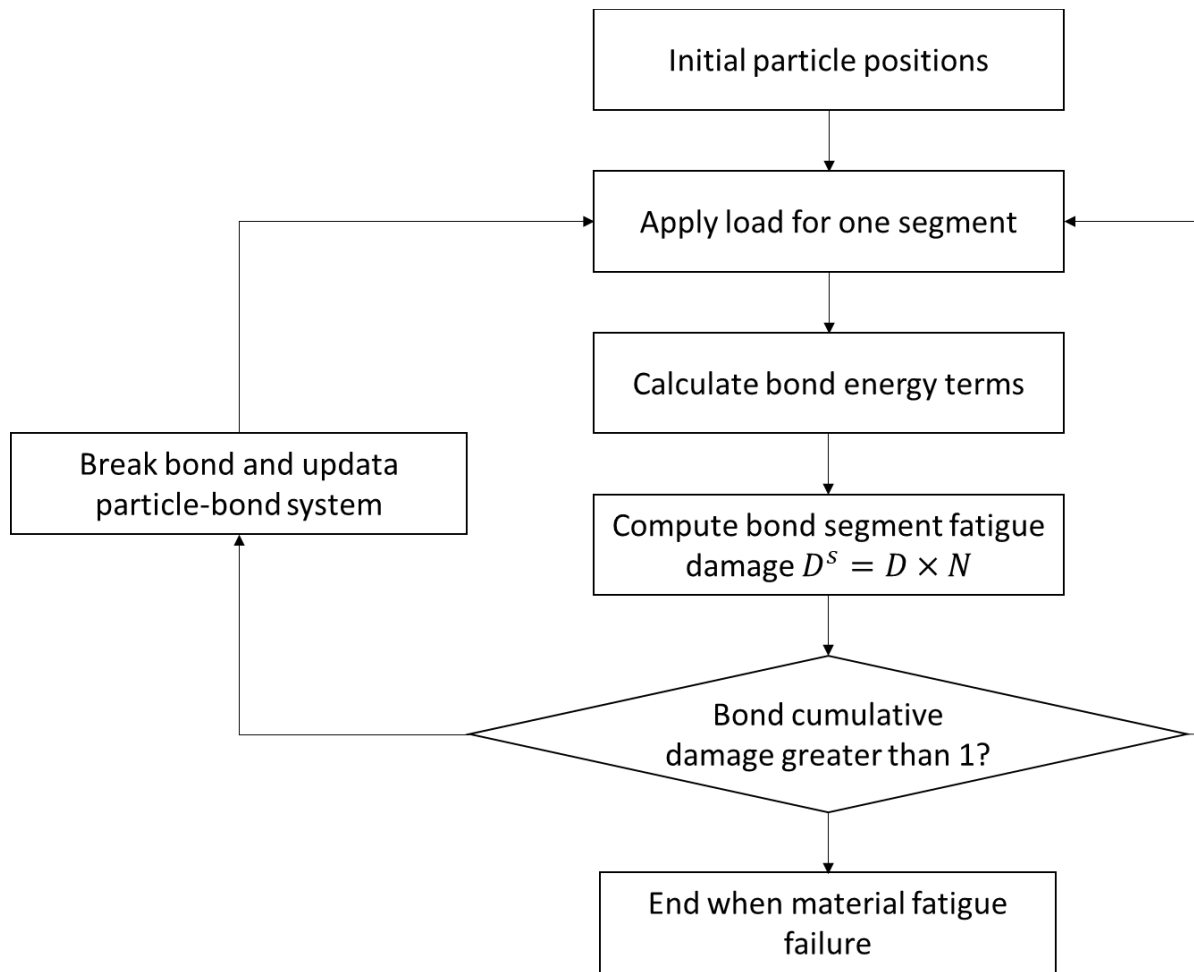 Initial particle positions
Apply load for one segment
Calculate bond energy terms
Break bond and updata
particle-bond system
Compute bond segment fatigue
damage Dˢ = D × N
Bond cumulative
damage greater than 1?
End when material fatigue
failure